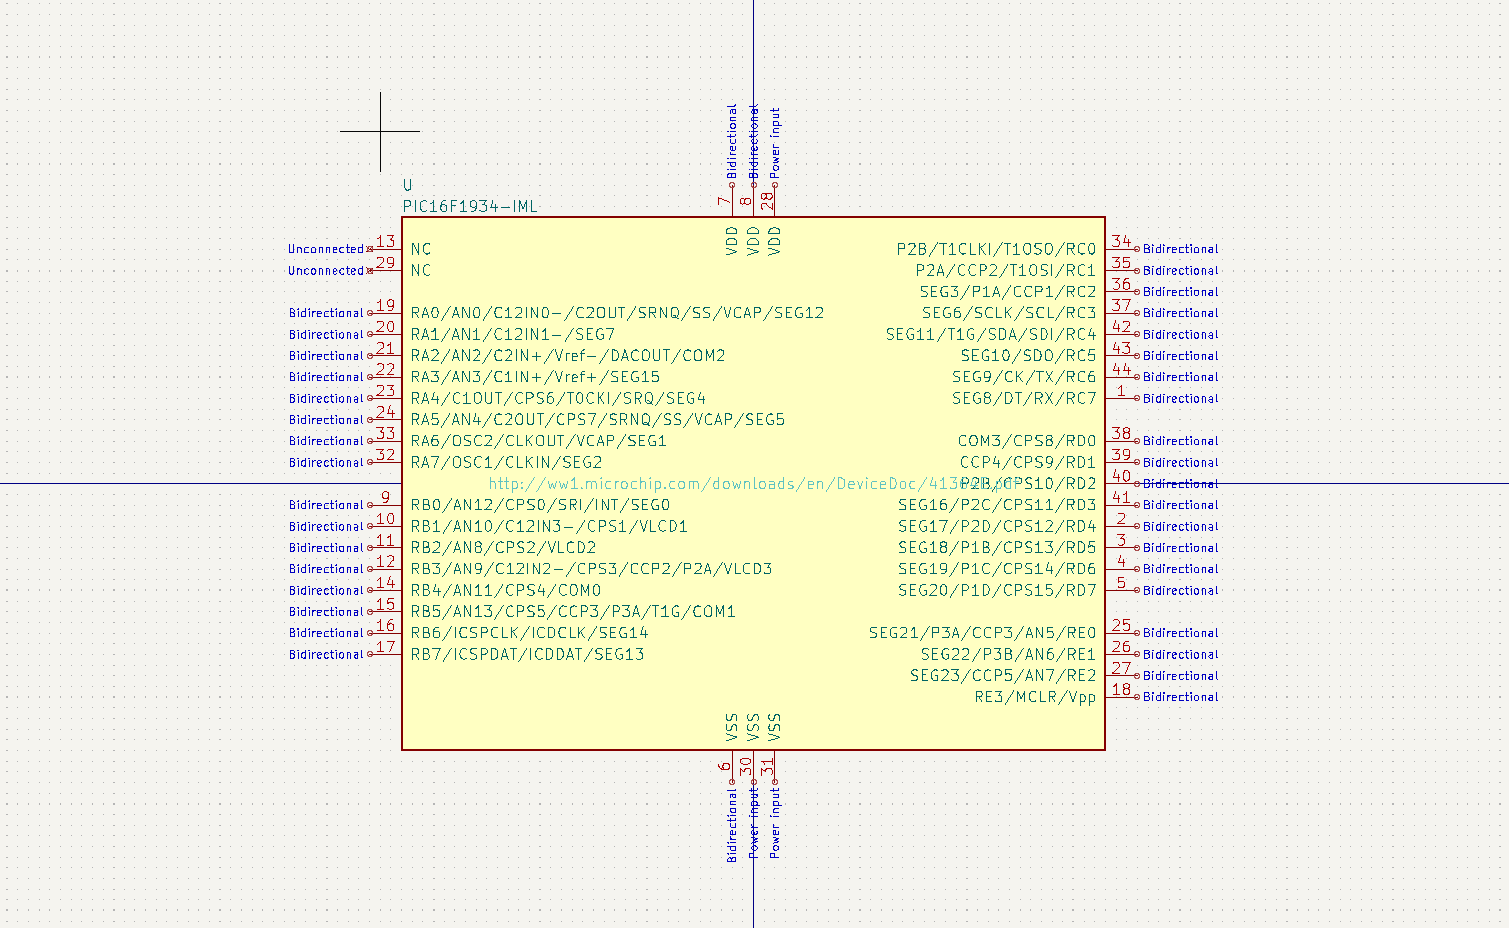 Bidirectional Bidirectional Power input
7 8 28
U
PIC16F1934-IML
VDD VDD VDD
Unconnected 13 NC P2B/T1CLKI/T1OSO/RC0 34 Bidirectional
Unconnected 29 NC P2A/CCP2/T1OSI/RC1 35 Bidirectional
SEG3/P1A/CCP1/RC2 36 Bidirectional
Bidirectional 19 RA0/AN0/C12IN0-/C2OUT/SRNQ/SS/VCAP/SEG12 SEG6/SCLK/SCL/RC3 37 Bidirectional
Bidirectional 20 RA1/AN1/C12IN1-/SEG7 SEG11/T1G/SDA/SDI/RC4 42 Bidirectional
Bidirectional 21 RA2/AN2/C2IN+/Vref-/DACOUT/COM2 SEG10/SDO/RC5 43 Bidirectional
Bidirectional 22 RA3/AN3/C1IN+/Vref+/SEG15 SEG9/CK/TX/RC6 44 Bidirectional
Bidirectional 23 RA4/C1OUT/CPS6/T0CKI/SRQ/SEG4 SEG8/DT/RX/RC7 1 Bidirectional
Bidirectional 24 RA5/AN4/C2OUT/CPS7/SRNQ/SS/VCAP/SEG5
Bidirectional 33 RA6/OSC2/CLKOUT/VCAP/SEG1 COM3/CPS8/RD0 38 Bidirectional
Bidirectional 32 RA7/OSC1/CLKIN/SEG2 CCP4/CPS9/RD1 39 Bidirectional
P2B/CPS10/RD2 40 Bidirectional
Bidirectional 9 RB0/AN12/CPS0/SRI/INT/SEG0 SEG16/P2C/CPS11/RD3 41 Bidirectional
Bidirectional 10 RB1/AN10/C12IN3-/CPS1/VLCD1 SEG17/P2D/CPS12/RD4 2 Bidirectional
Bidirectional 11 RB2/AN8/CPS2/VLCD2 SEG18/P1B/CPS13/RD5 3 Bidirectional
Bidirectional 12 RB3/AN9/C12IN2-/CPS3/CCP2/P2A/VLCD3 SEG19/P1C/CPS14/RD6 4 Bidirectional
Bidirectional 14 RB4/AN11/CPS4/COM0 SEG20/P1D/CPS15/RD7 5 Bidirectional
Bidirectional 15 RB5/AN13/CPS5/CCP3/P3A/T1G/COM1
Bidirectional 16 RB6/ICSPCLK/ICDCLK/SEG14 SEG21/P3A/CCP3/AN5/RE0 25 Bidirectional
Bidirectional 17 RB7/ICSPDAT/ICDDAT/SEG13 SEG22/P3B/AN6/RE1 26 Bidirectional
SEG23/CCP5/AN7/RE2 27 Bidirectional
RE3/MCLR/Vpp 18 Bidirectional
VSS VSS VSS
6 30 31
Bidirectional Power input Power input